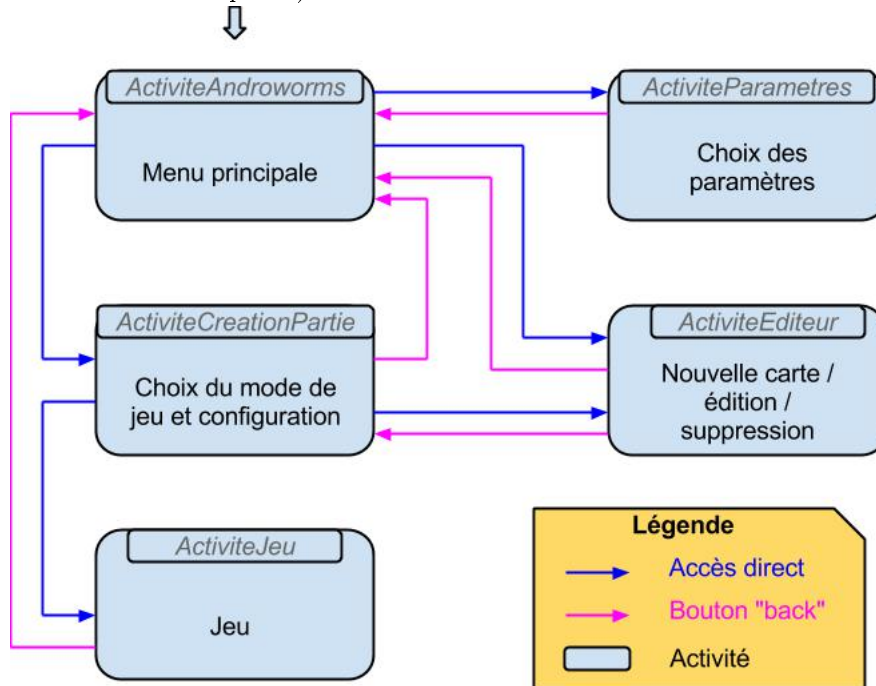 ActiviteAndroworms
Menu principale
ActiviteParametres
Choix des
paramètres
ActiviteCreationPartie
Choix du mode de
jeu et configuration
ActiviteEditeur
Nouvelle carte /
édition /
suppression
ActiviteJeu
Jeu
Légende
Accès direct
Bouton "back"
Activité